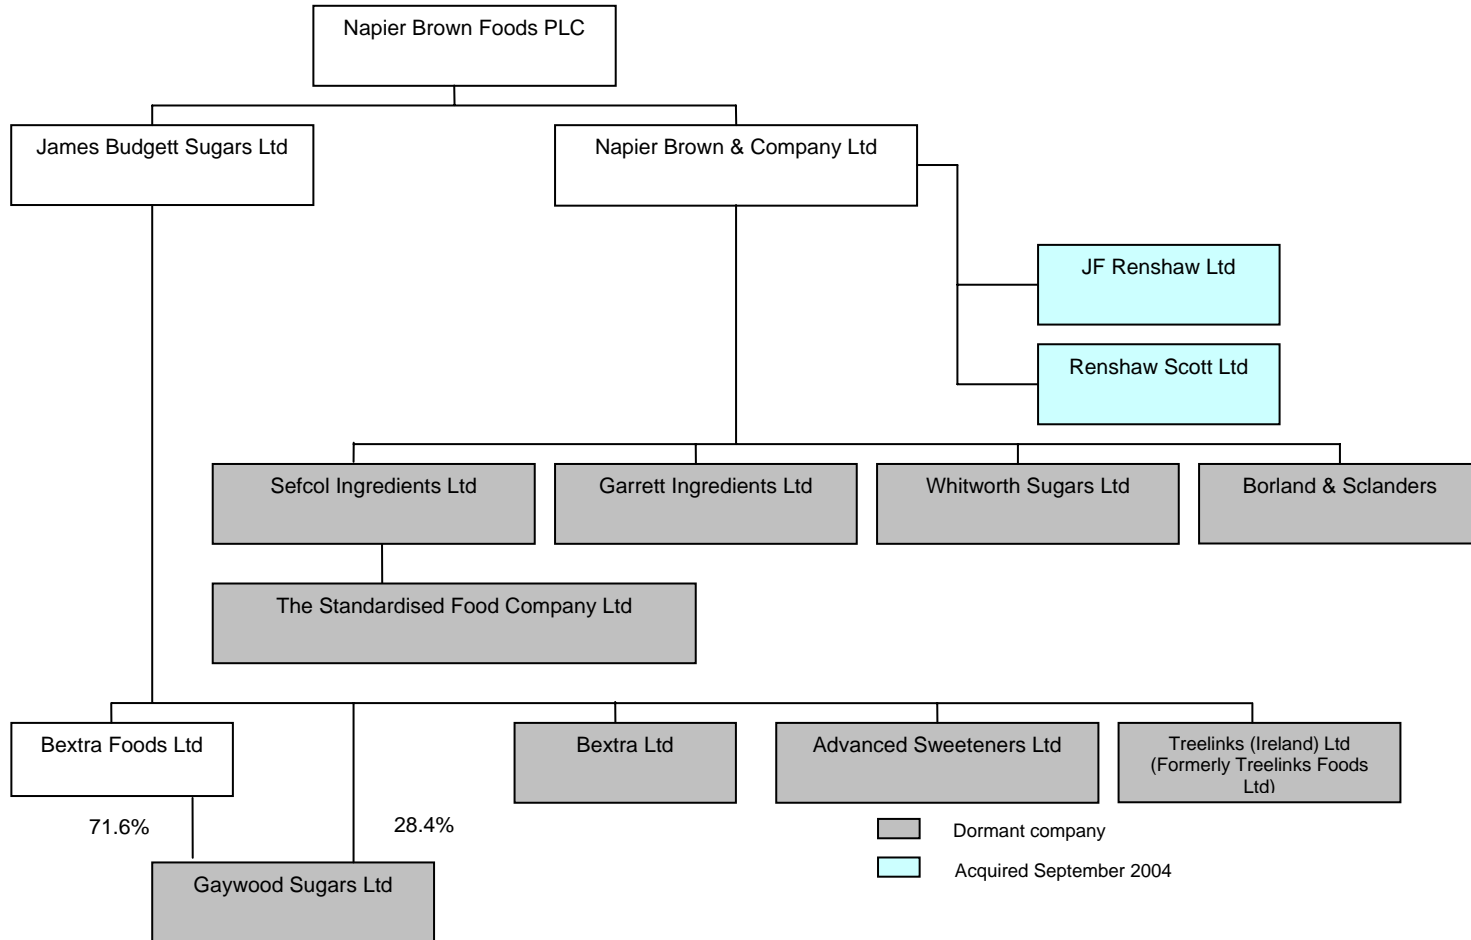 Napier Brown Foods PLC
James Budgett Sugars Ltd
Napier Brown & Company Ltd
JF Renshaw Ltd
Renshaw Scott Ltd
Sefcol Ingredients Ltd
Garrett Ingredients Ltd
Whitworth Sugars Ltd
Borland & Sclanders
The Standardised Food Company Ltd
Bextra Foods Ltd
Bextra Ltd
Advanced Sweeteners Ltd
Treelinks (Ireland) Ltd
(Formerly Treelinks Foods
Ltd)
71.6%
28.4%
Dormant company
Acquired September 2004
Gaywood Sugars Ltd